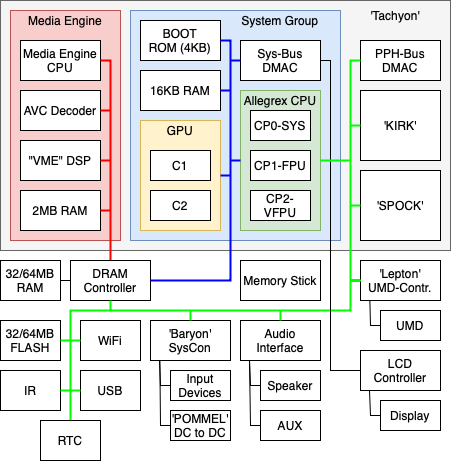 Media Engine
System Group
'Tachyon'
Media Engine
CPU
AVC Decoder
"VME" DSP
2MB RAM
BOOT
ROM (4KB)
16KB RAM
GPU
C1
C2
Sys-Bus
DMAC
Allegrex CPU
CP0-SYS
CP1-FPU
CP2-
VFPU
PPH-Bus
DMAC
'KIRK'
'SPOCK'
32/64MB
RAM
DRAM
Controller
Memory Stick
'Lepton'
UMD-Contr.
UMD
32/64MB
FLASH
WiFi
'Baryon'
SysCon
Audio
Interface
LCD
Controller
IR
USB
Input
Devices
Speaker
Display
RTC
'POMMEL'
DC to DC
AUX